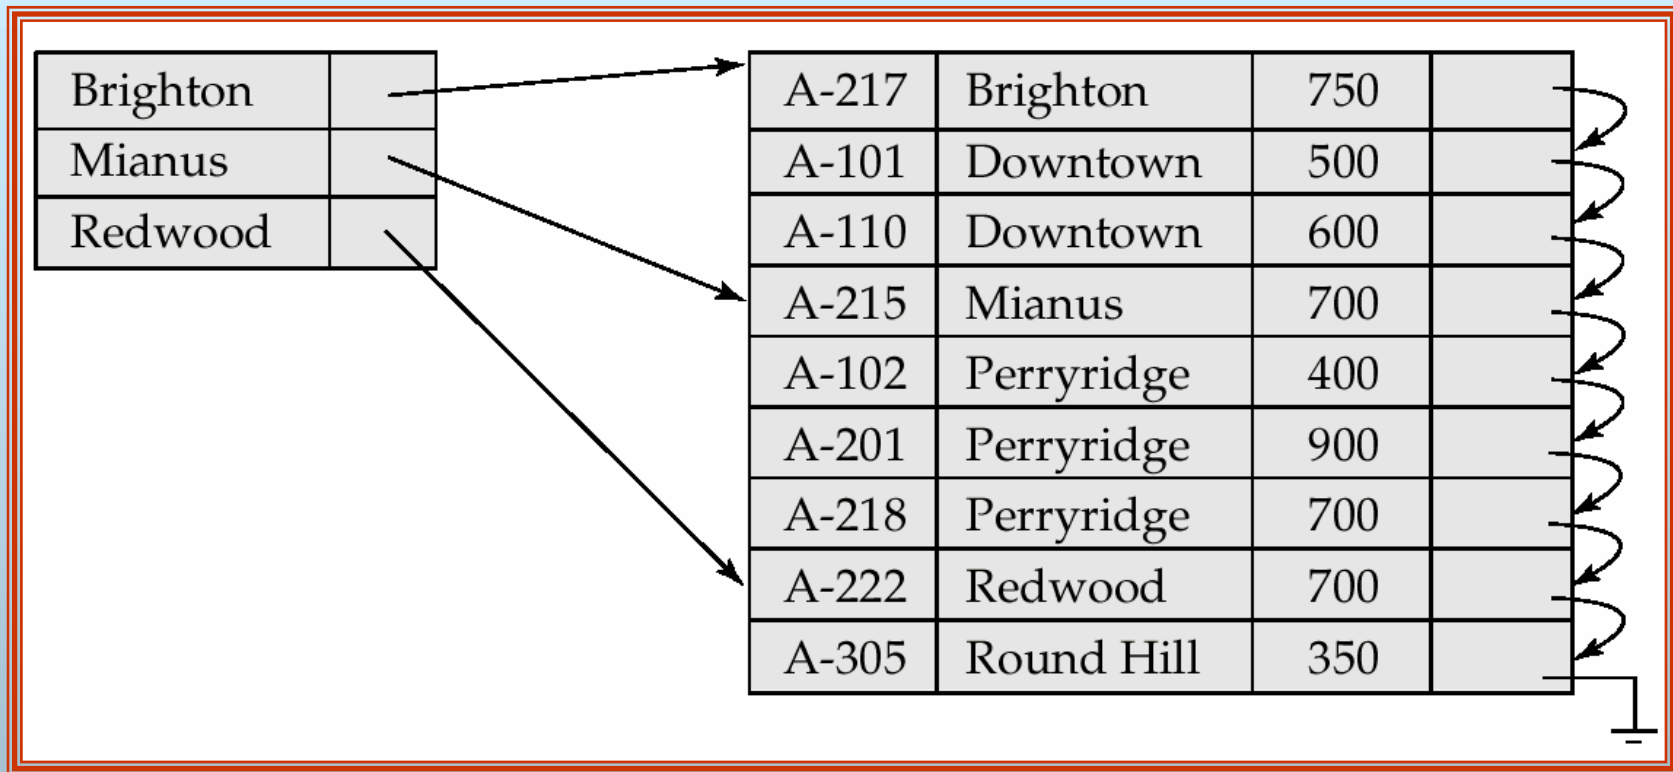 Brighton
Mianus
Redwood
A-217 Brighton 750
A-101 Downtown 500
A-110 Downtown 600
A-215 Mianus 700
A-102 Perryridge 400
A-201 Perryridge 900
A-218 Perryridge 700
A-222 Redwood 700
A-305 Round Hill 350